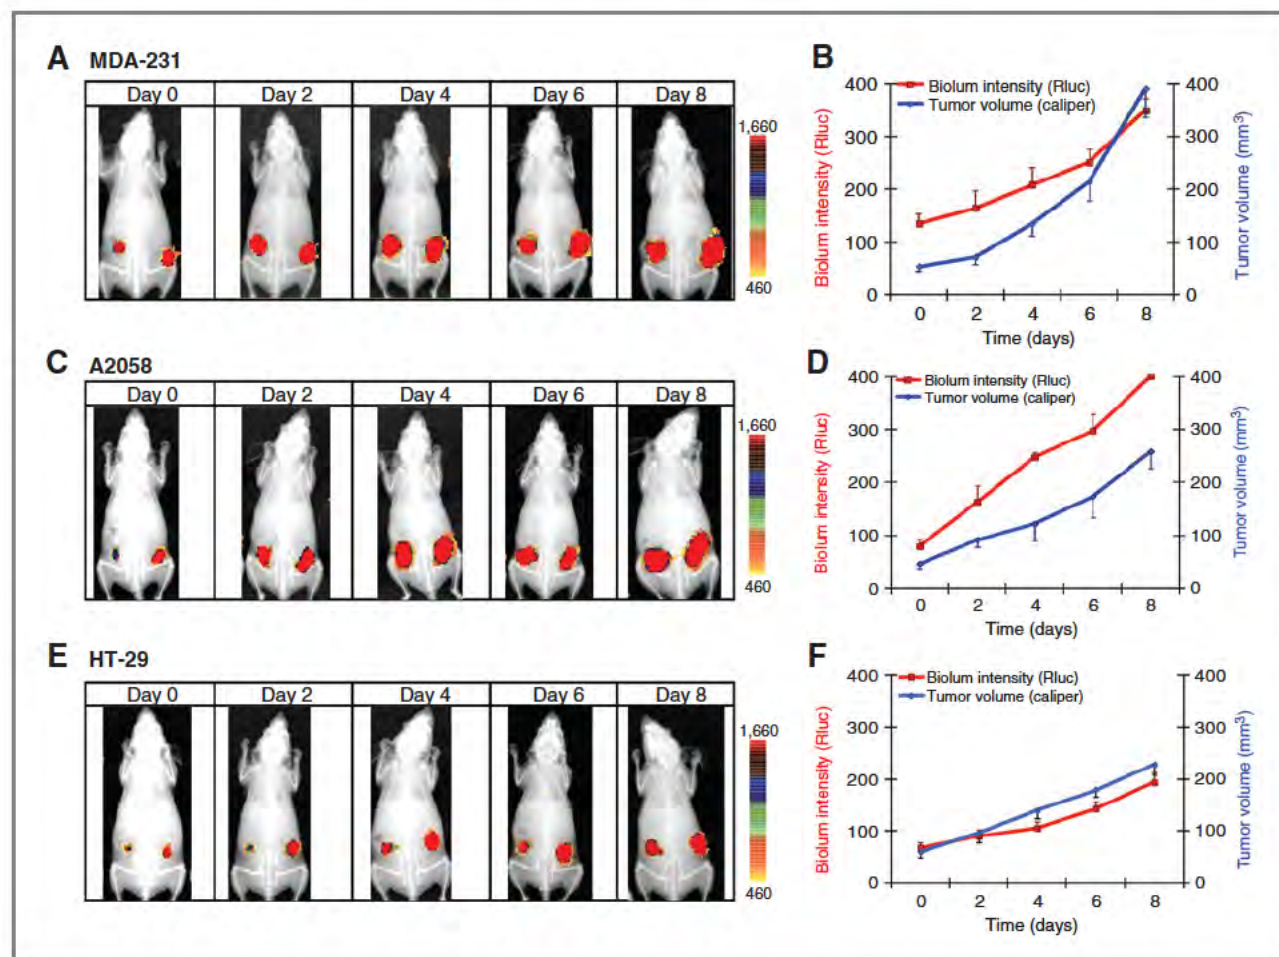 A MDA-231
Day 0 Day 2 Day 4 Day 6 Day 8
1,660
460
B
Biolum intensity (Rluc)
Tumor volume (caliper)
400
300
200
100
0
Biolum intensity (Rluc)
400
300
200
100
0
Tumor volume (mm³)
0 2 4 6 8
Time (days)
C A2058
Day 0 Day 2 Day 4 Day 6 Day 8
1,660
460
D
Biolum intensity (Rluc)
Tumor volume (caliper)
400
300
200
100
0
Biolum intensity (Rluc)
400
300
200
100
0
Tumor volume (mm³)
0 2 4 6 8
Time (days)
E HT-29
Day 0 Day 2 Day 4 Day 6 Day 8
1,660
460
F
Biolum intensity (Rluc)
Tumor volume (caliper)
400
300
200
100
0
Biolum intensity (Rluc)
400
300
200
100
0
Tumor volume (mm³)
0 2 4 6 8
Time (days)